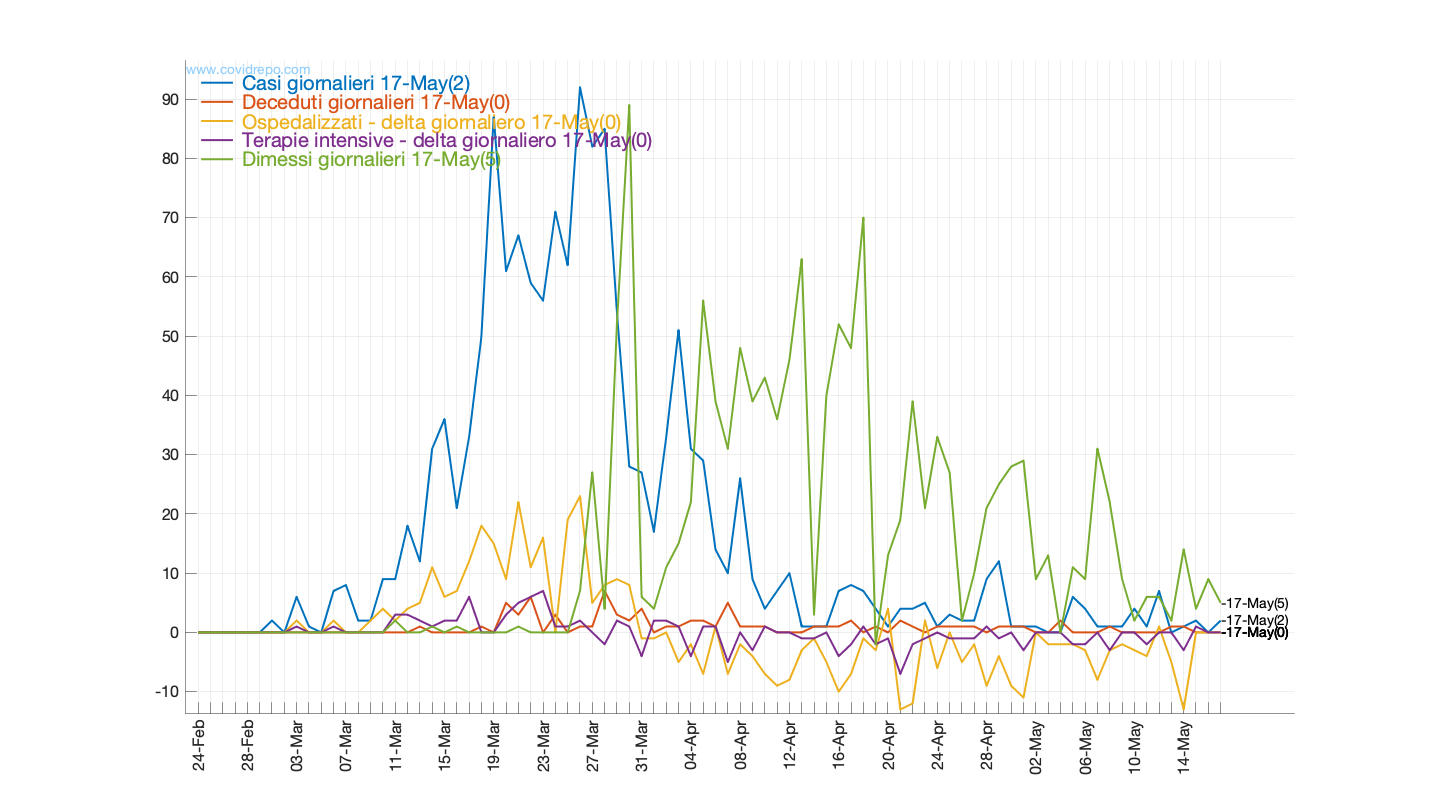 www.covidrepo.com
Casi giornalieri 17-May(2)
Deceduti giornalieri 17-May(0)
Ospedalizzati - delta giornaliero 17-May(0)
Terapie intensive - delta giornaliero 17-May(0)
Dimessi giornalieri 17-May(5)
90
80
70
60
50
40
30
20
10
0
-10
-17-May(5)
-17-May(2)
-17-May(0)
24-Feb
28-Feb
03-Mar
07-Mar
11-Mar
15-Mar
19-Mar
23-Mar
27-Mar
31-Mar
04-Apr
08-Apr
12-Apr
16-Apr
20-Apr
24-Apr
28-Apr
02-May
06-May
10-May
14-May